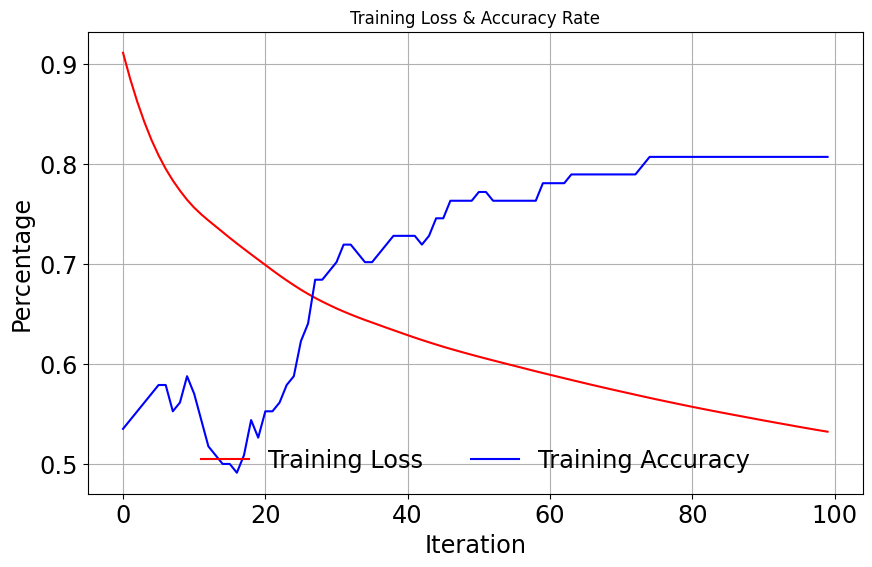 Training Loss & Accuracy Rate
Percentage
0.9
0.8
0.7
0.6
0.5
Training Loss Training Accuracy
0 20 40 60 80 100
Iteration